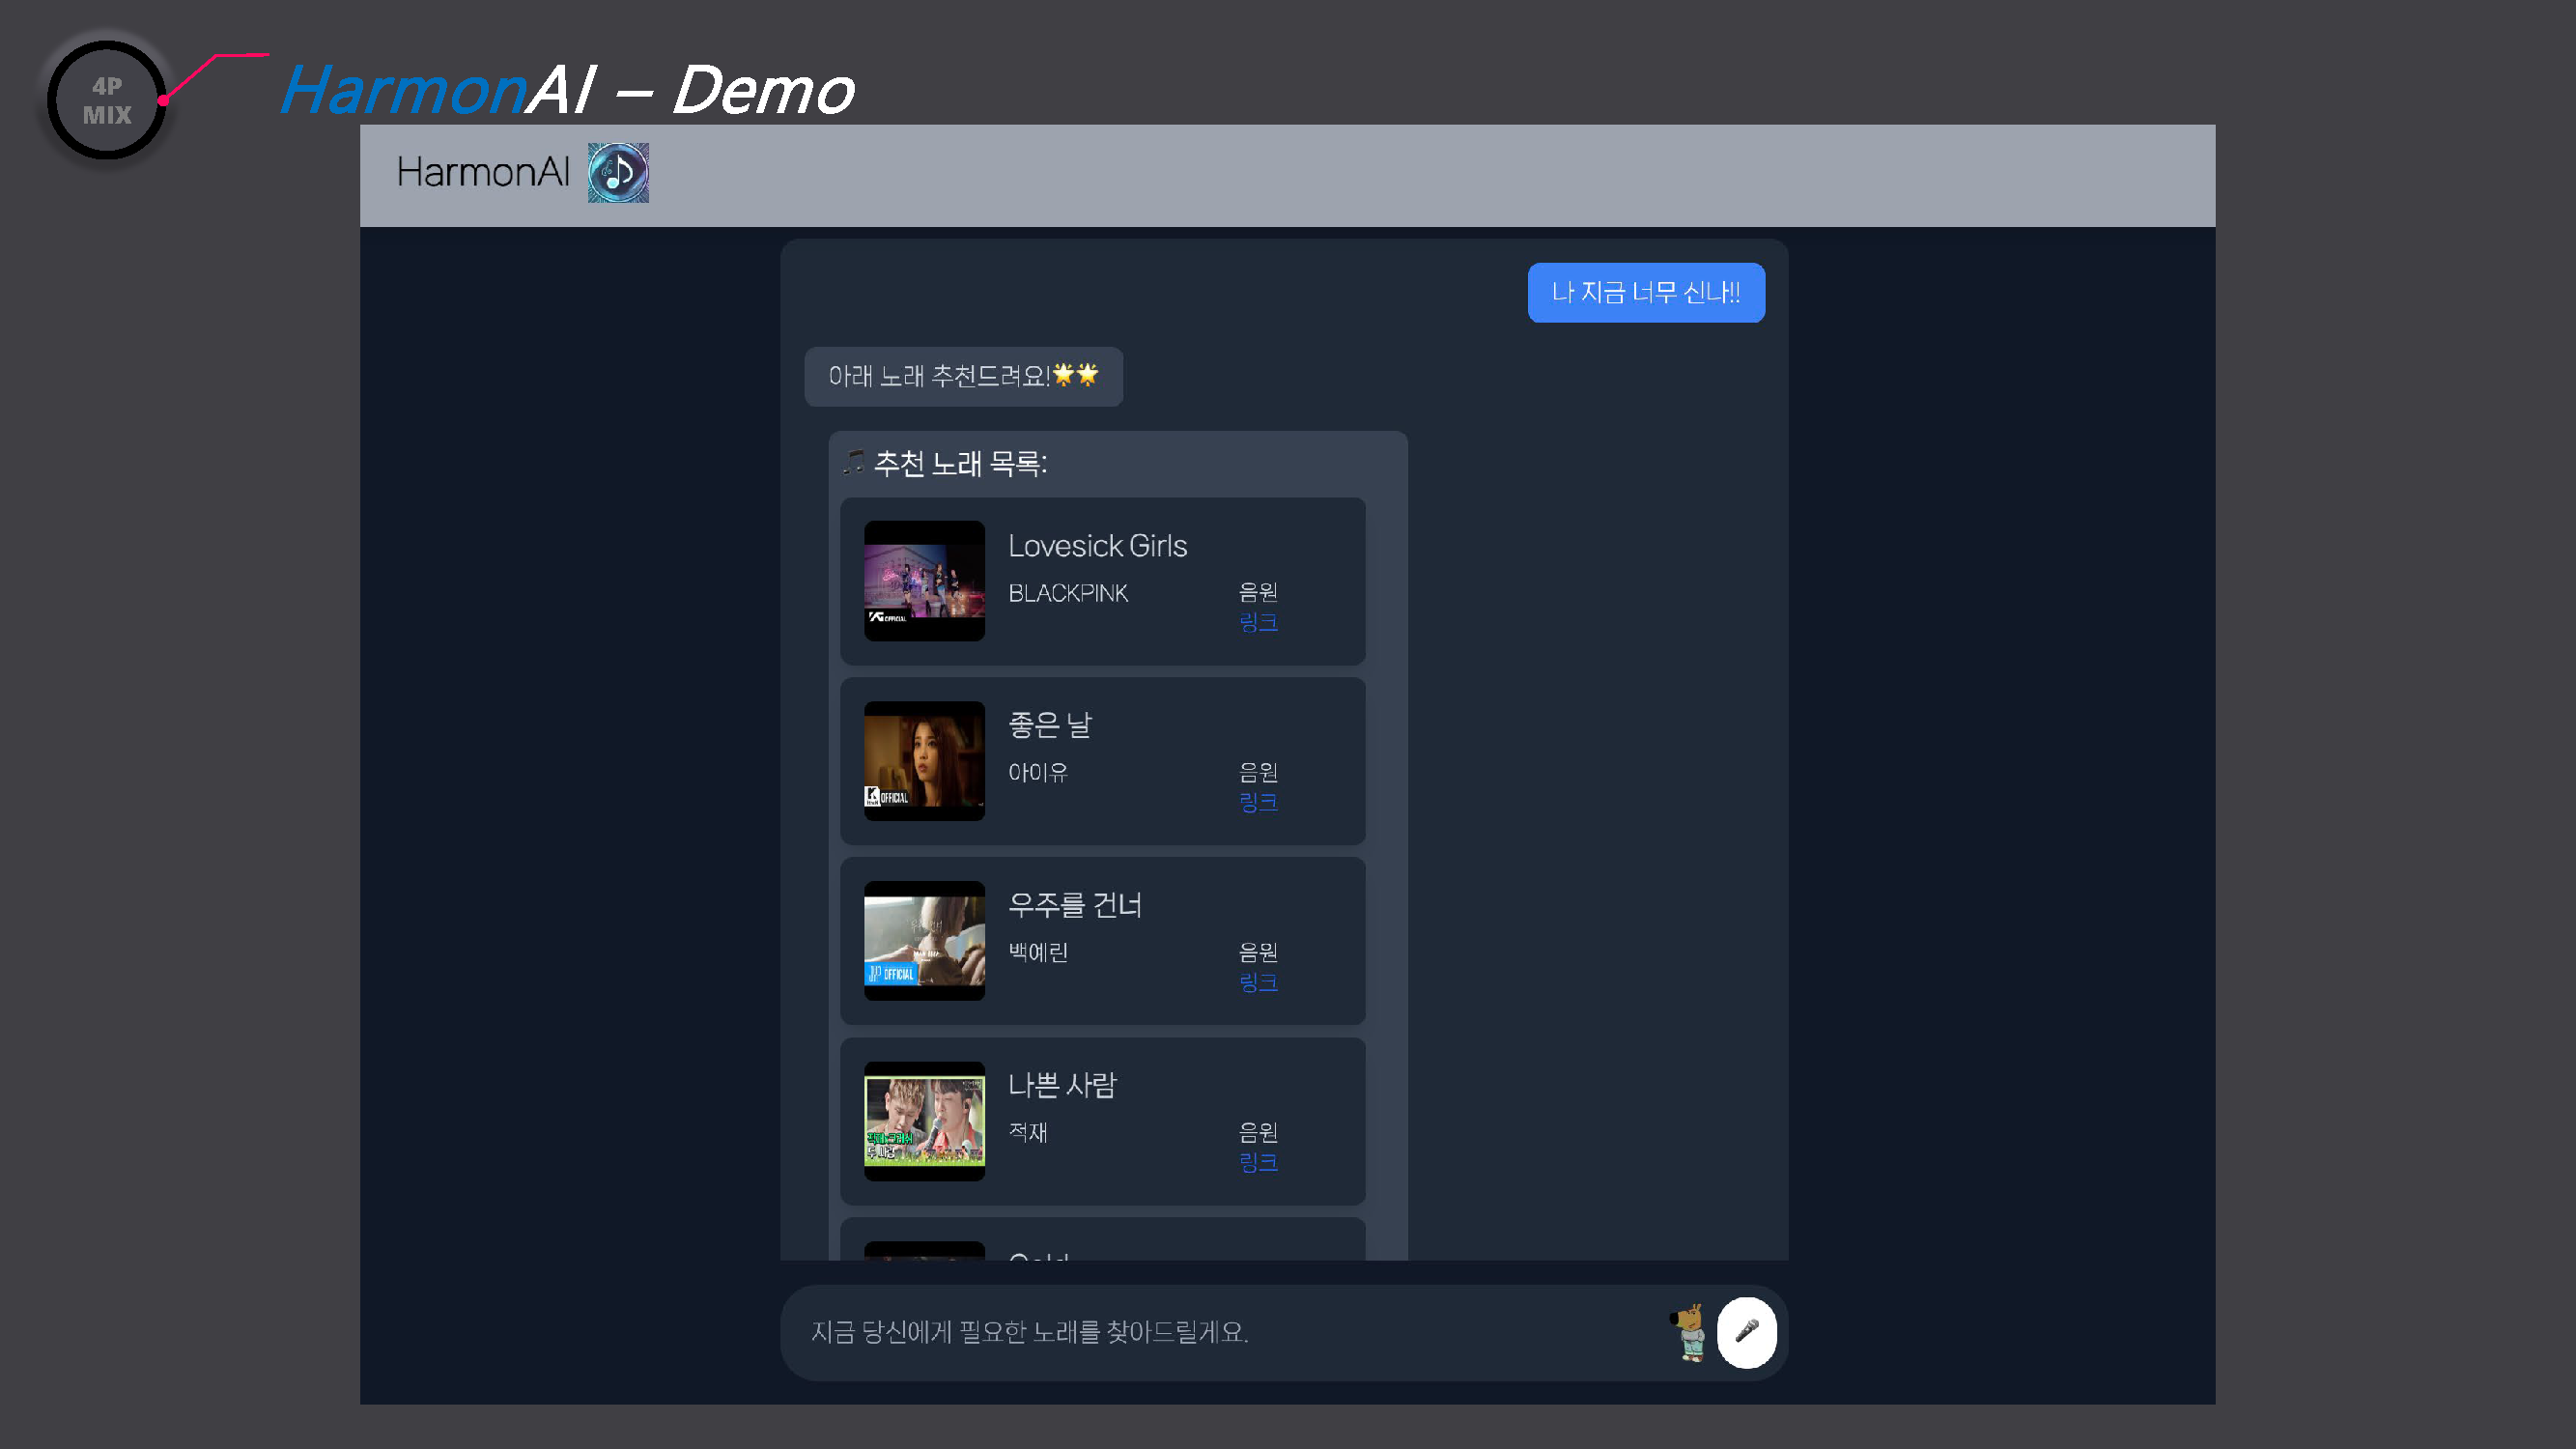 4P
MIX
HarmonAI – Demo
HarmonAI
나 지금 너무 신나!!
아래 노래 추천드려요!🌟🌟
🎵 추천 노래 목록:
Lovesick Girls
BLACKPINK
음원
링크
YG OFFICIAL
좋은 날
아이유
음원
링크
OFFICIAL
우주를 건너
백예린
음원
링크
OFFICIAL
나쁜 사람
적재
음원
링크
지금 당신에게 필요한 노래를 찾아드릴게요.